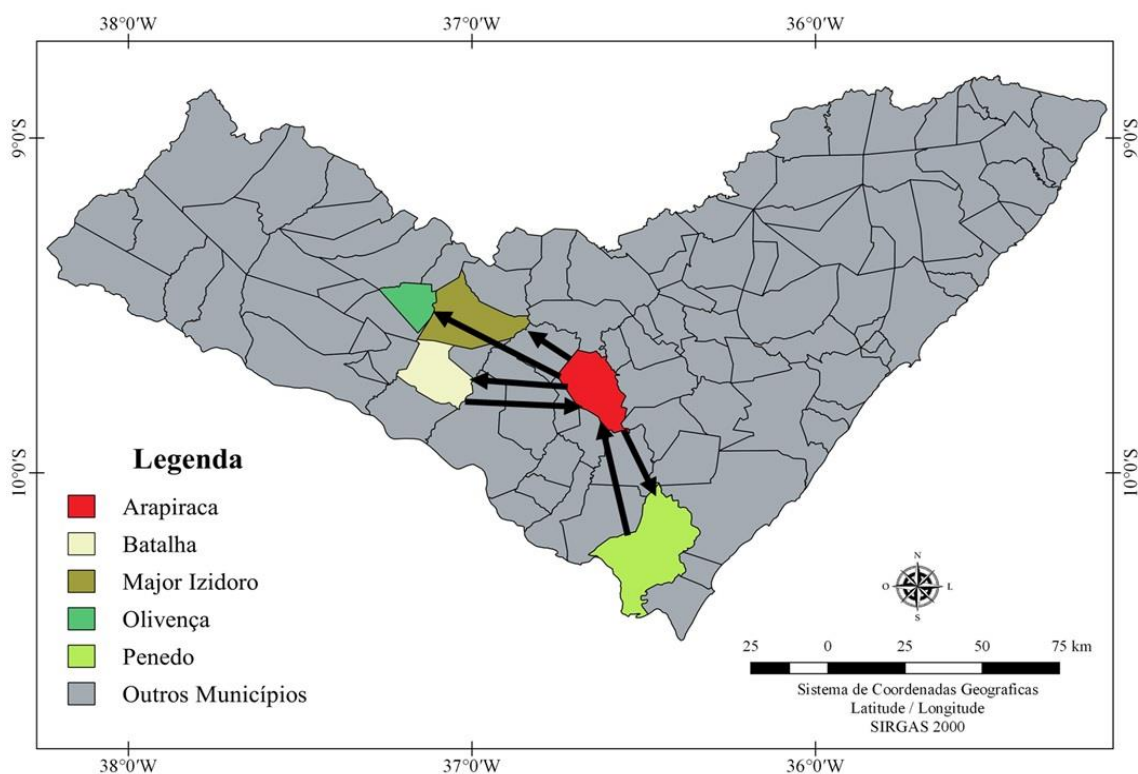 38°0'W 37°0'W 36°0'W
9°0'S 9°0'S
10°0'S 10°0'S
Legenda
Arapiraca
Batalha
Major Izidoro
Olivença
Penedo
Outros Municípios
N
O L
S
25 0 25 50 75 km
Sistema de Coordenadas Geograficas
Latitude / Longitude
SIRGAS 2000
38°0'W 37°0'W 36°0'W